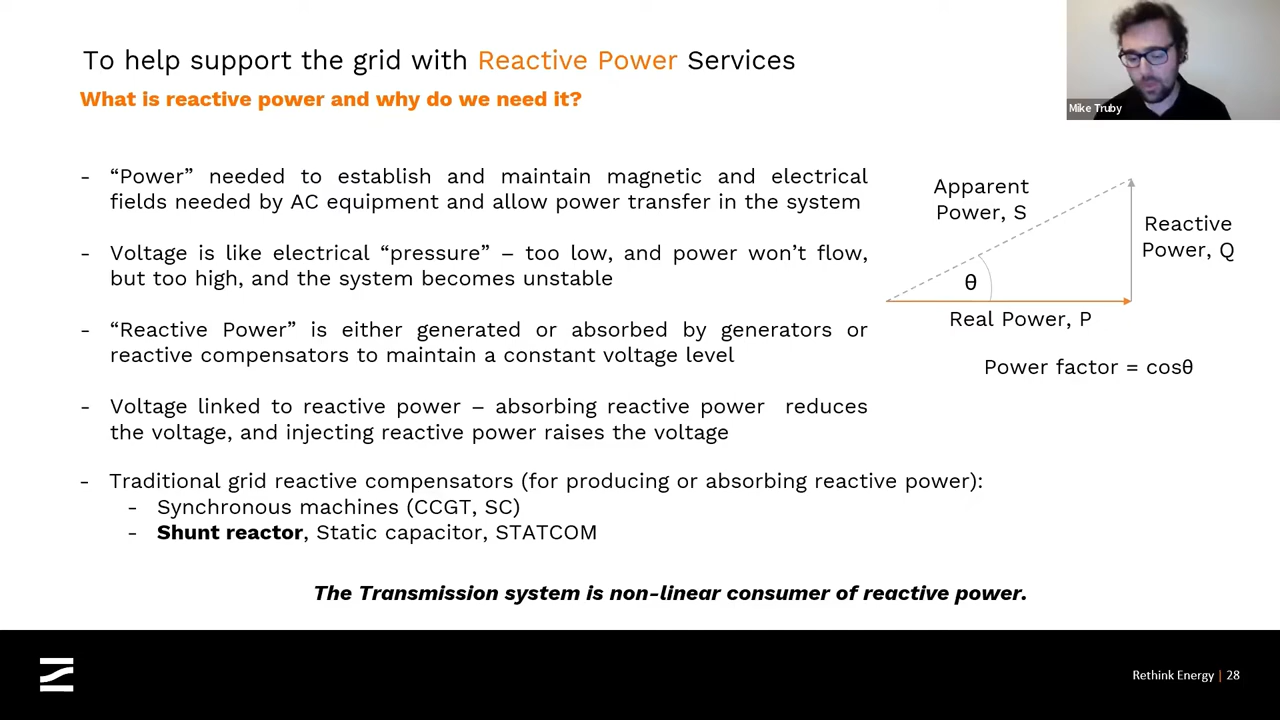 To help support the grid with Reactive Power Services
What is reactive power and why do we need it?
Mike Truby
- “Power” needed to establish and maintain magnetic and electrical
fields needed by AC equipment and allow power transfer in the system
- Voltage is like electrical “pressure” – too low, and power won’t flow,
but too high, and the system becomes unstable
- “Reactive Power” is either generated or absorbed by generators or
reactive compensators to maintain a constant voltage level
- Voltage linked to reactive power – absorbing reactive power reduces
the voltage, and injecting reactive power raises the voltage
- Traditional grid reactive compensators (for producing or absorbing reactive power):
- Synchronous machines (CCGT, SC)
- Shunt reactor, Static capacitor, STATCOM
Apparent
Power, S
Reactive
Power, Q
θ
Real Power, P
Power factor = cosθ
The Transmission system is non-linear consumer of reactive power.
Rethink Energy | 28